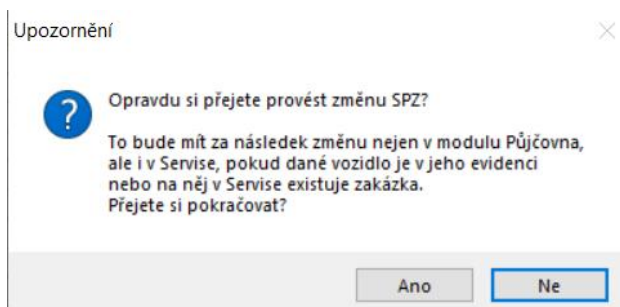 Upozornění
Opravdu si přejete provést změnu SPZ?
To bude mít za následek změnu nejen v modulu Půjčovna,
ale i v Servise, pokud dané vozidlo je v jeho evidenci
nebo na něj v Servise existuje zakázka.
Přejete si pokračovat?
Ano
Ne